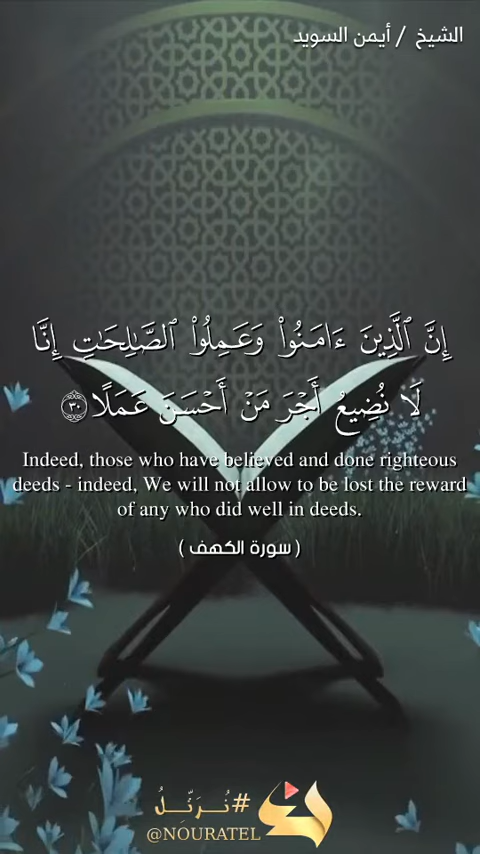 الشيخ / أيمن السويد
إِنَّ ٱلَّذِينَ ءَامَنُوا۟ وَعَمِلُوا۟ ٱلصَّـٰلِحَـٰتِ إِنَّا
لَا نُضِيعُ أَجْرَ مَنْ أَحْسَنَ عَمَلًا ٣٠
Indeed, those who have believed and done righteous
deeds - indeed, We will not allow to be lost the reward
of any who did well in deeds.
( سورة الكهف )
#نُـرَتِّـلُ
@NOURATEL